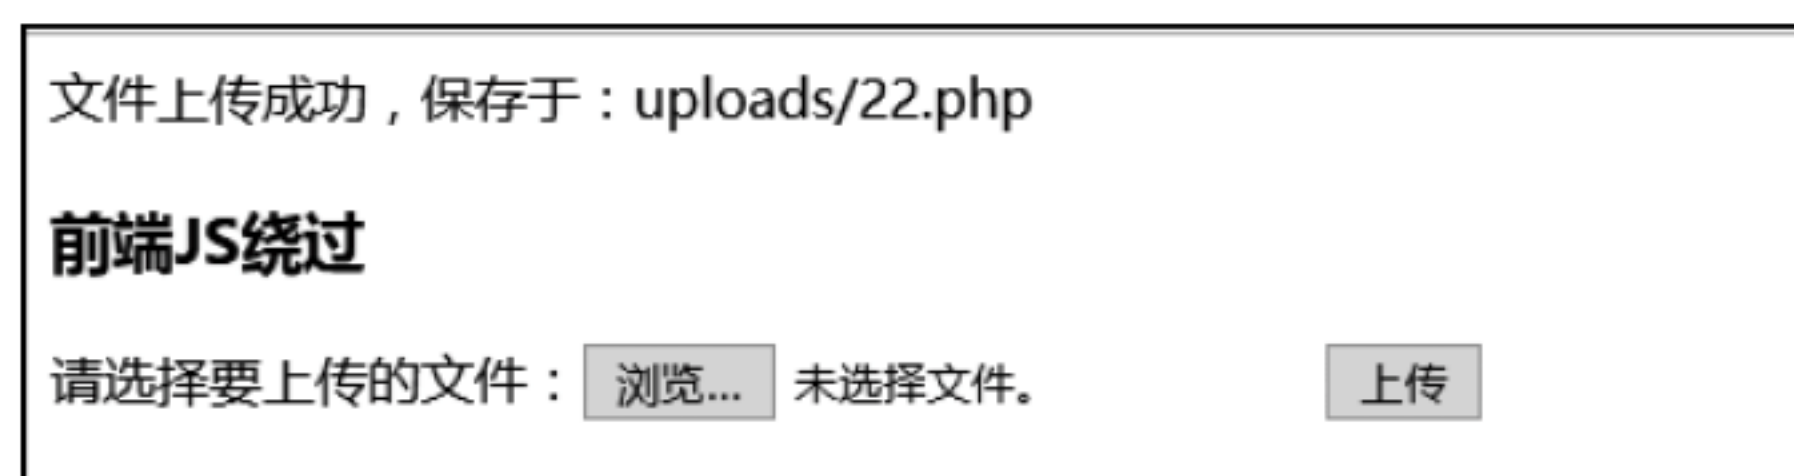 文件上传成功，保存于：uploads/22.php
前端JS绕过
请选择要上传的文件：浏览... 未选择文件。 上传